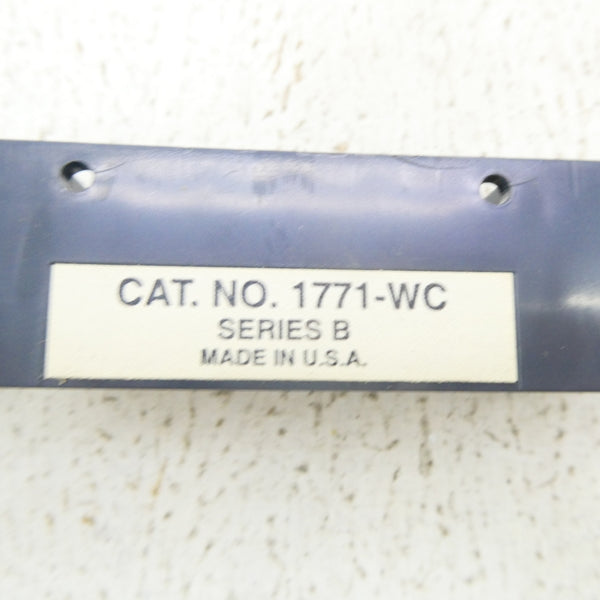 CAT. NO. 1771-WC
SERIES B
MADE IN U.S.A.